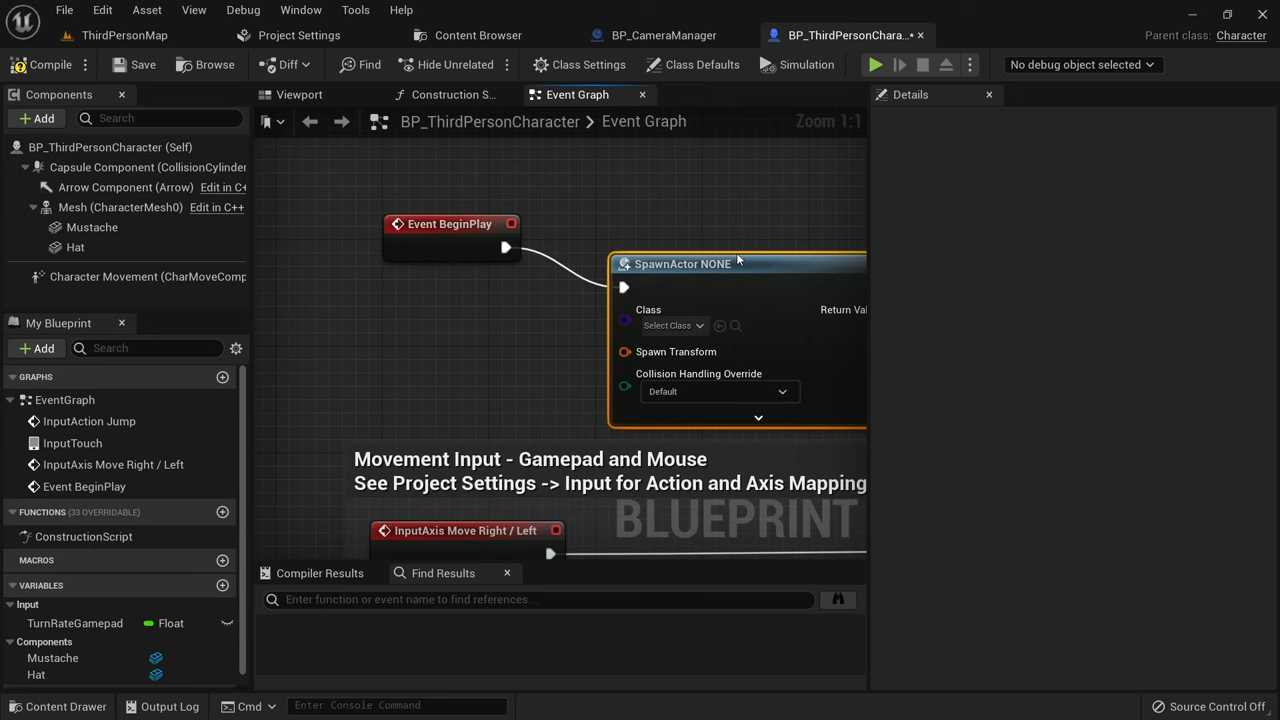 File Edit Asset View Debug Window Tools Help
ThirdPersonMap Project Settings Content Browser BP_CameraManager BP_ThirdPersonChara...* Parent class: Character
Compile Save Browse Diff Find Hide Unrelated Class Settings Class Defaults Simulation No debug object selected
Components Viewport Construction S... Event Graph Details
+ Add Search BP_ThirdPersonCharacter > Event Graph Zoom 1:1
BP_ThirdPersonCharacter (Self)
Capsule Component (CollisionCylinder
Arrow Component (Arrow) Edit in C+
Mesh (CharacterMesh0) Edit in C++
Mustache
Hat
Character Movement (CharMoveComp
Event BeginPlay
SpawnActor NONE
Class Return Val
Select Class
Spawn Transform
Collision Handling Override
Default
My Blueprint
+ Add Search
GRAPHS
EventGraph
InputAction Jump
InputTouch
InputAxis Move Right / Left
Event BeginPlay
FUNCTIONS (33 OVERRIDABLE)
ConstructionScript
MACROS
VARIABLES
Input
TurnRateGamepad Float
Components
Mustache
Hat
Movement Input - Gamepad and Mouse
See Project Settings -> Input for Action and Axis Mapping
BLUEPRINT
InputAxis Move Right / Left
Compiler Results Find Results
Enter function or event name to find references...
Content Drawer Output Log Cmd Enter Console Command Source Control Off